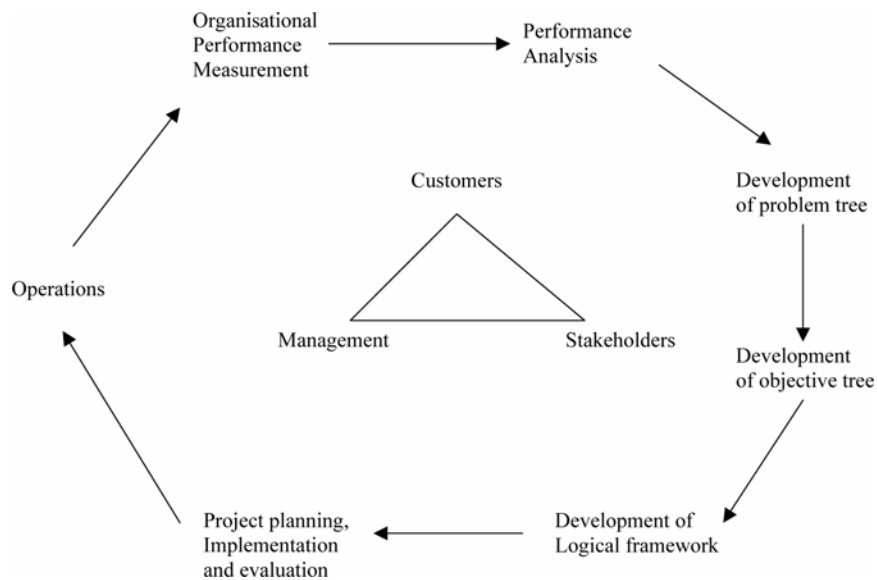 Organisational
Performance
Measurement
Performance
Analysis
Development
of problem tree
Customers
Operations
Management
Stakeholders
Development
of objective tree
Project planning,
Implementation
and evaluation
Development of
Logical framework